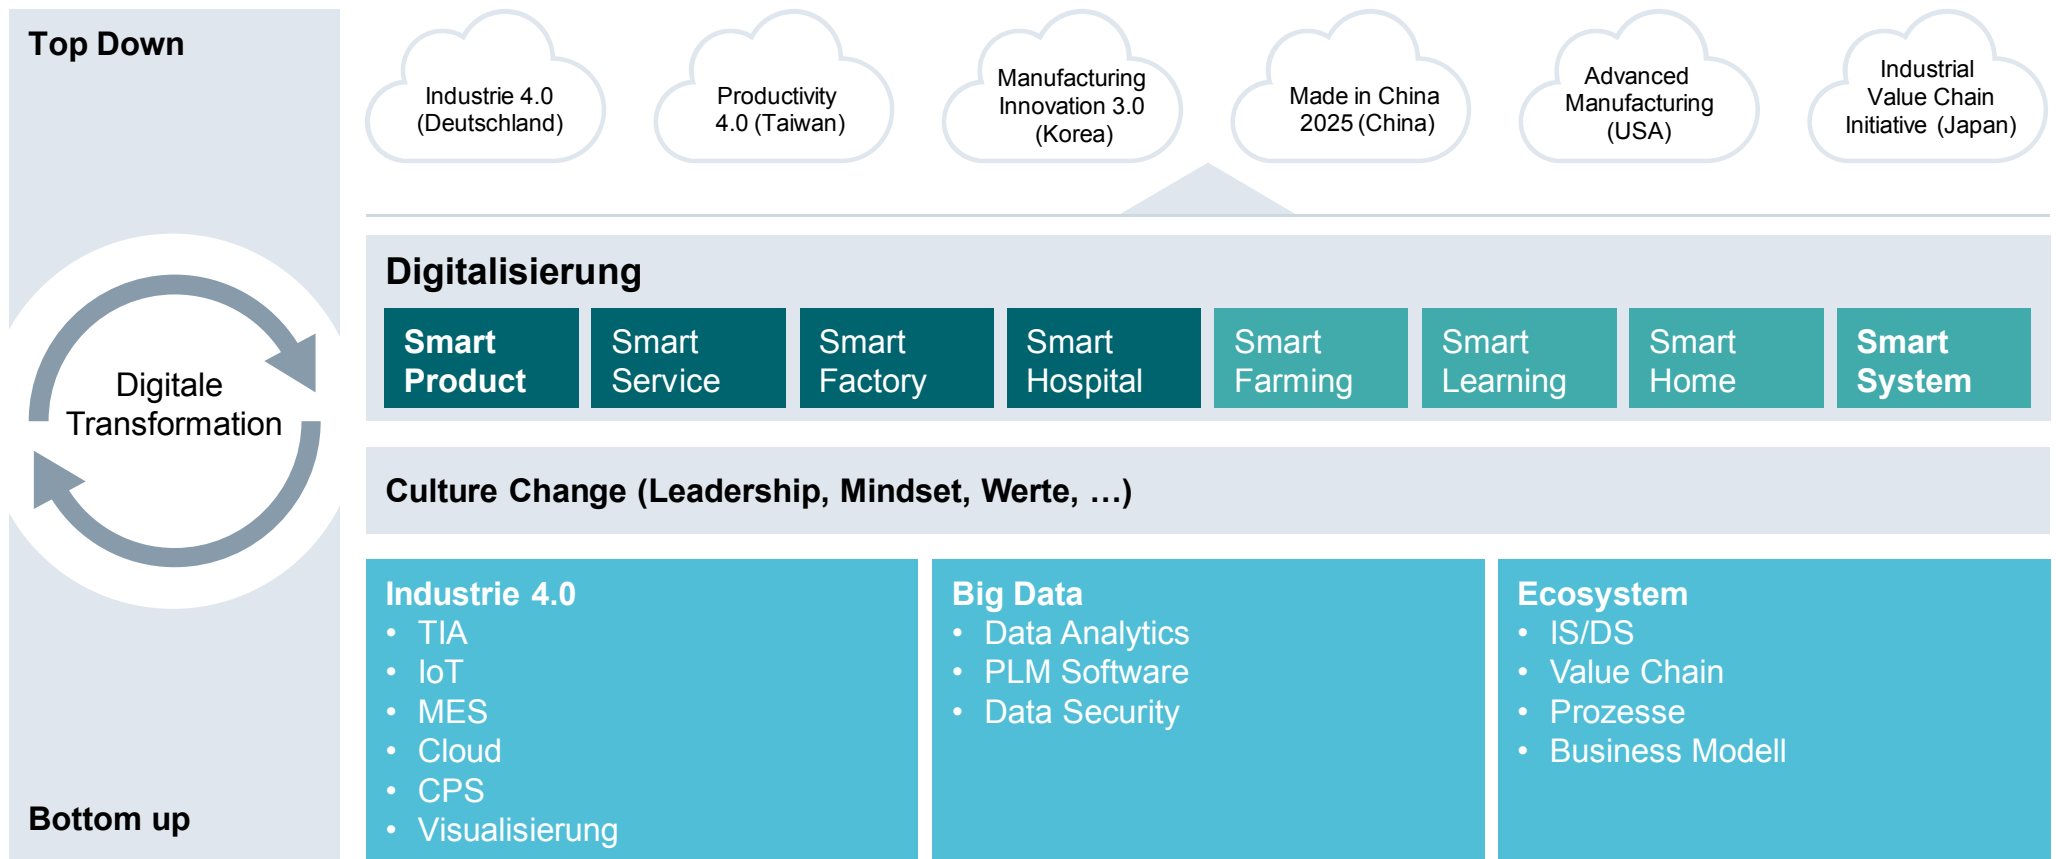 Top Down
Industrie 4.0
(Deutschland)
Productivity
4.0 (Taiwan)
Manufacturing
Innovation 3.0
(Korea)
Made in China
2025 (China)
Advanced
Manufacturing
(USA)
Industrial
Value Chain
Initiative (Japan)
Digitale
Transformation
Digitalisierung
Smart
Product
Smart
Service
Smart
Factory
Smart
Hospital
Smart
Farming
Smart
Learning
Smart
Home
Smart
System
Culture Change (Leadership, Mindset, Werte, …)
Industrie 4.0
• TIA
• IoT
• MES
• Cloud
• CPS
• Visualisierung
Big Data
• Data Analytics
• PLM Software
• Data Security
Ecosystem
• IS/DS
• Value Chain
• Prozesse
• Business Modell
Bottom up